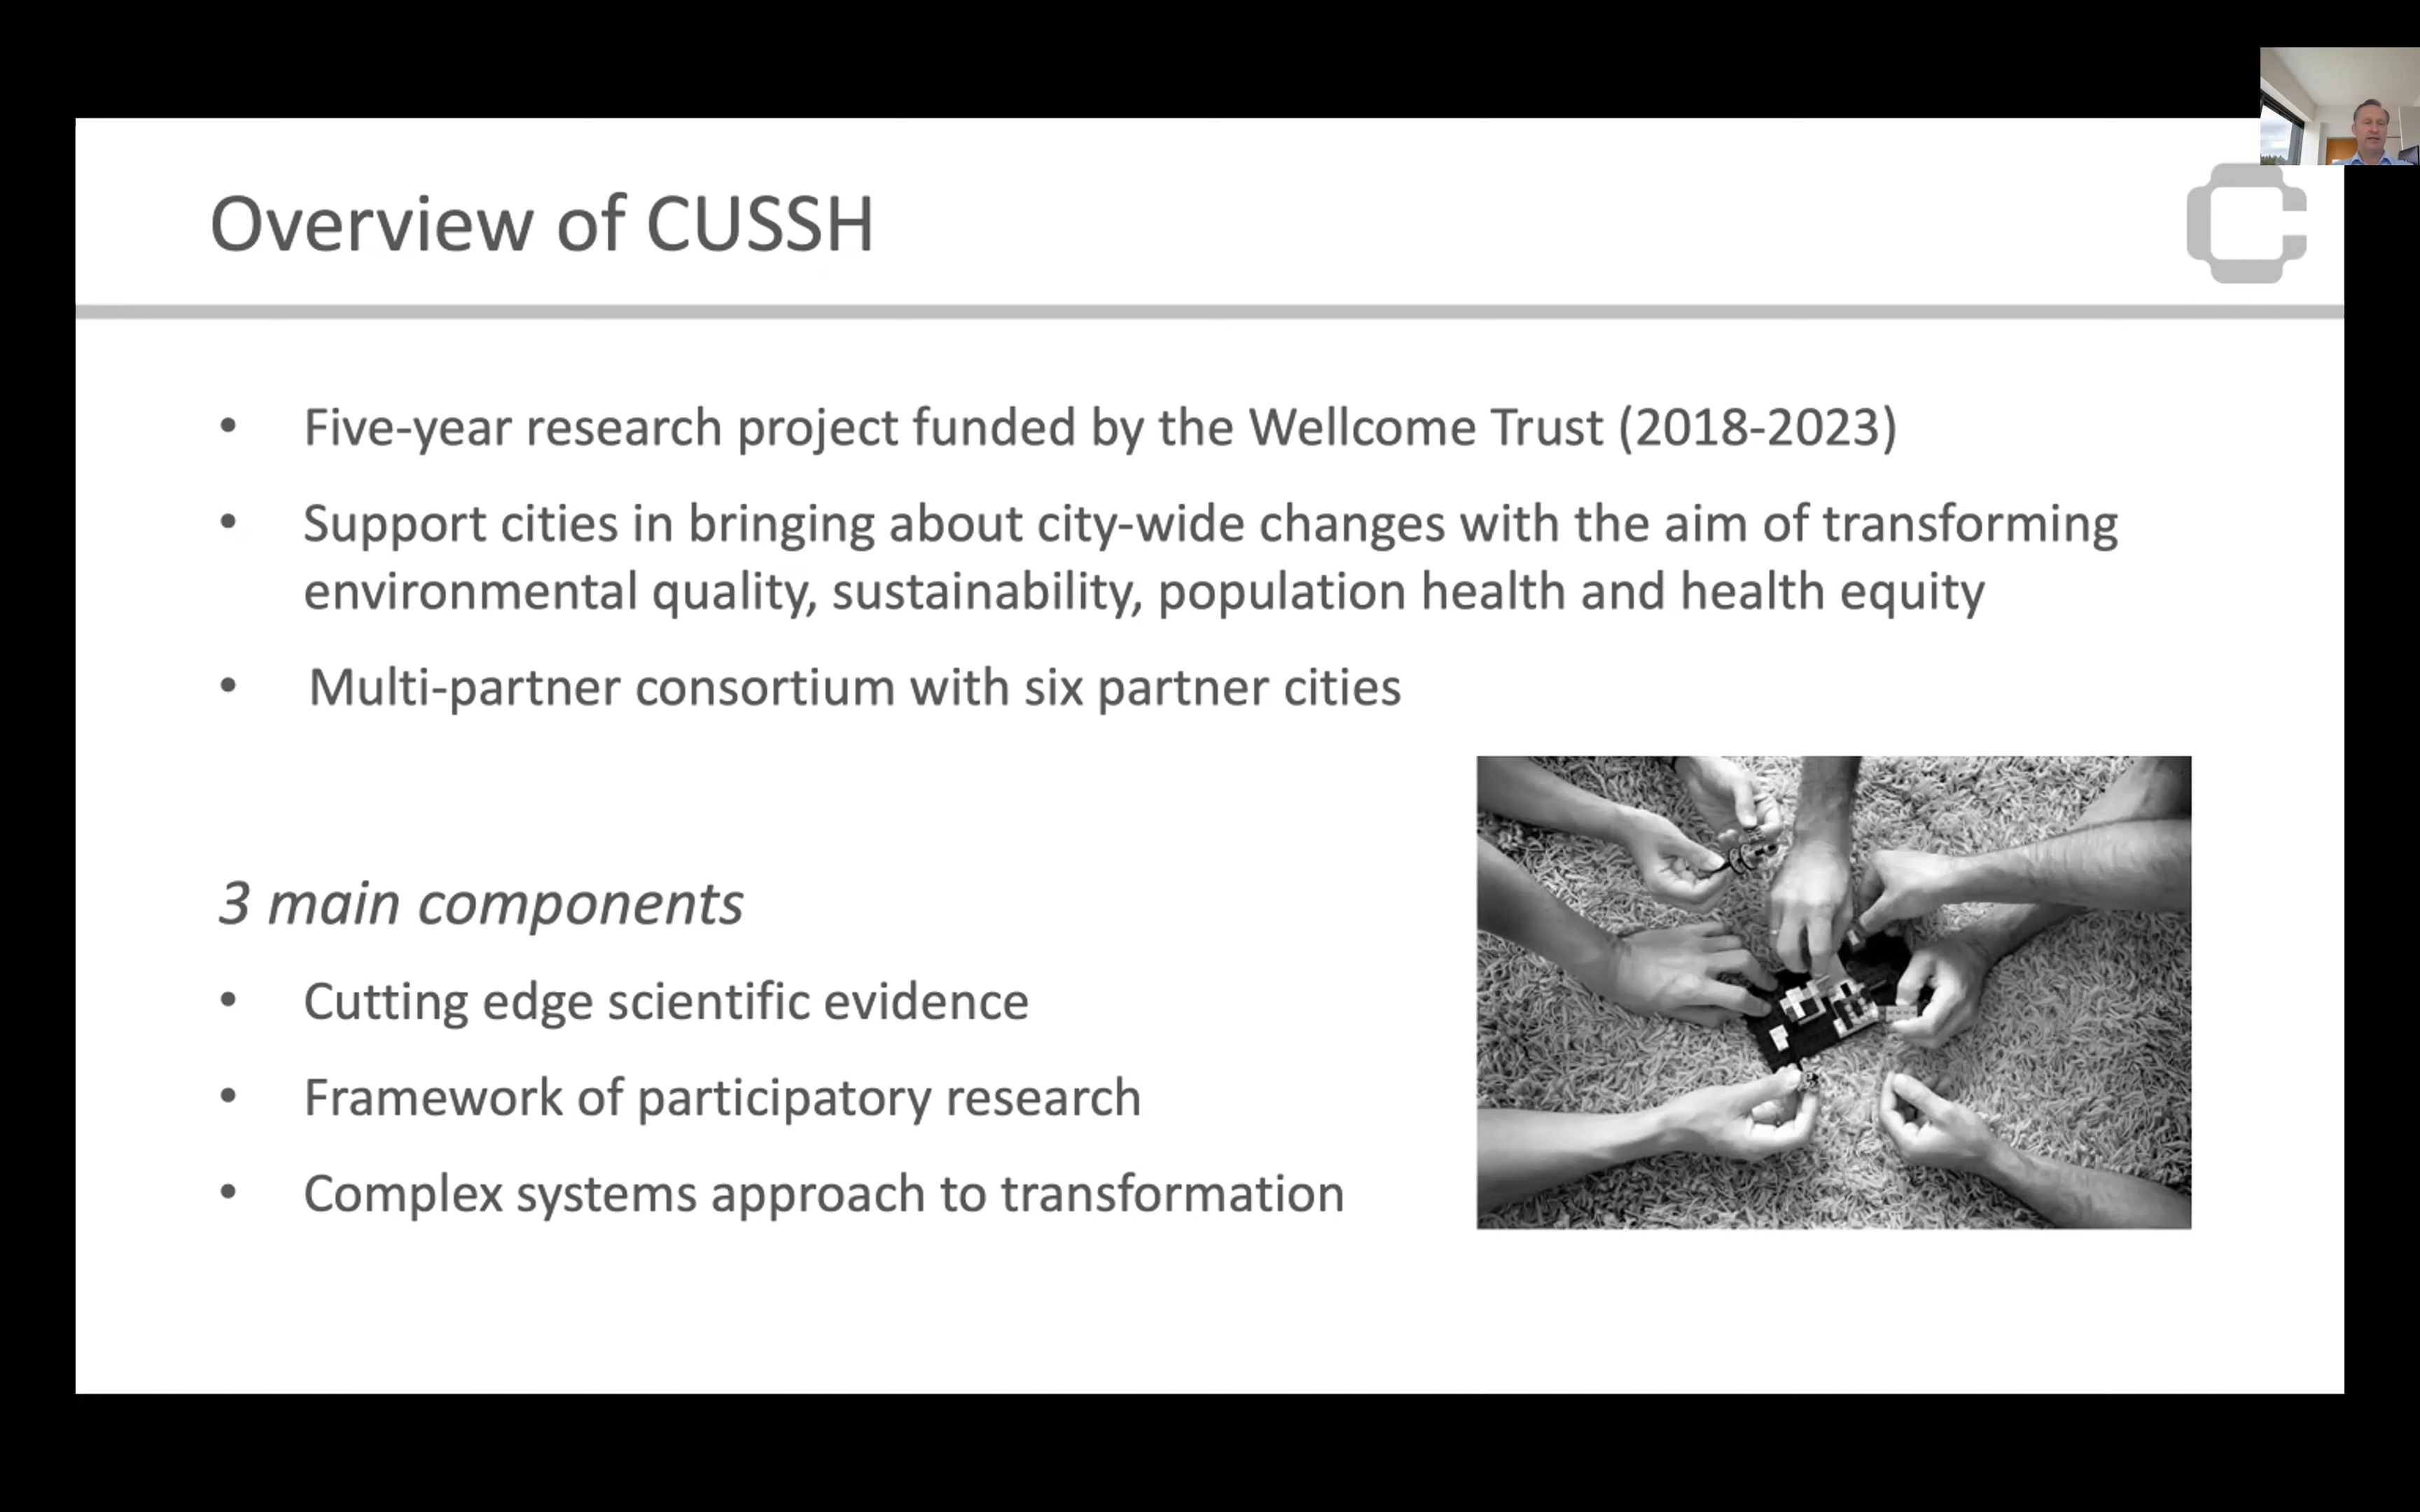 Overview of CUSSH
• Five-year research project funded by the Wellcome Trust (2018-2023)
• Support cities in bringing about city-wide changes with the aim of transforming
environmental quality, sustainability, population health and health equity
• Multi-partner consortium with six partner cities
3 main components
• Cutting edge scientific evidence
• Framework of participatory research
• Complex systems approach to transformation